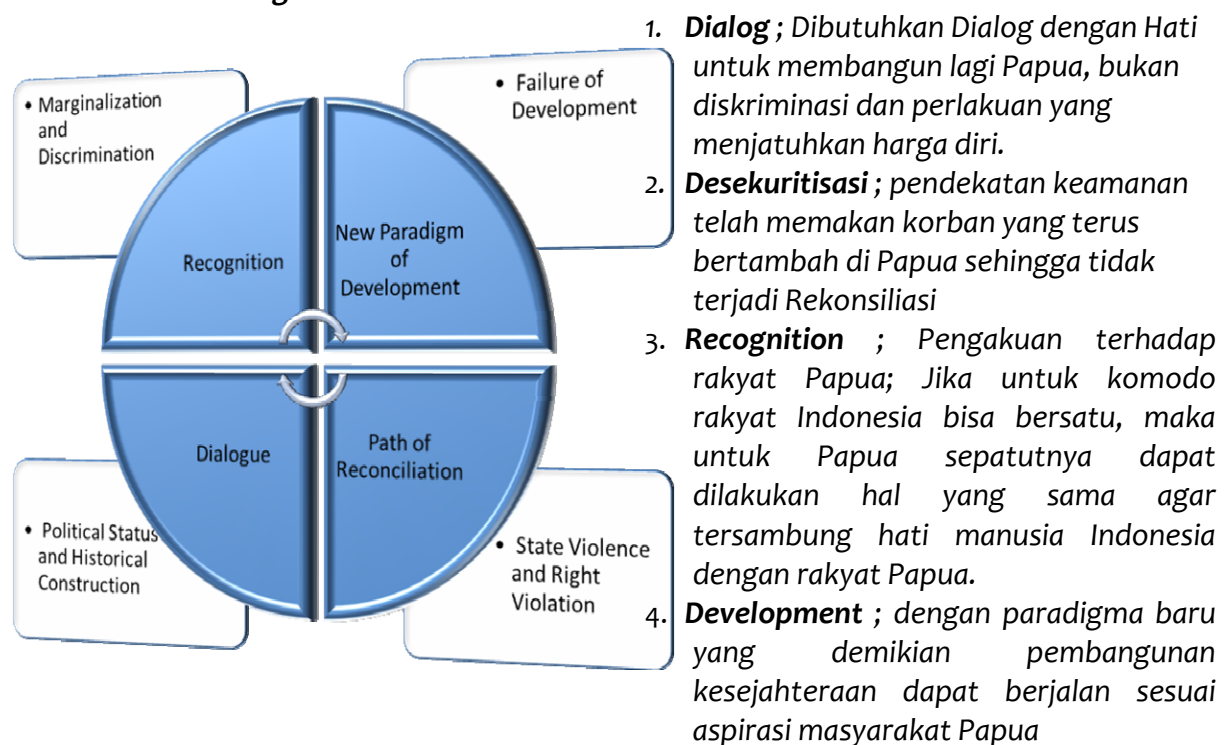 • Marginalization
and
Discrimination
• Failure of
Development
Recognition
New Paradigm
of
Development
Dialogue
Path of
Reconciliation
• Political Status
and Historical
Construction
• State Violence
and Right
Violation
1. Dialog ; Dibutuhkan Dialog dengan Hati
untuk membangun lagi Papua, bukan
diskriminasi dan perlakuan yang
menjatuhkan harga diri.
2. Desekuritisasi ; pendekatan keamanan
telah memakan korban yang terus
bertambah di Papua sehingga tidak
terjadi Rekonsiliasi
3. Recognition ; Pengakuan terhadap
rakyat Papua; Jika untuk komodo
rakyat Indonesia bisa bersatu, maka
untuk Papua sepatutnya dapat
dilakukan hal yang sama agar
tersambung hati manusia Indonesia
dengan rakyat Papua.
4. Development ; dengan paradigma baru
yang demikian pembangunan
kesejahteraan dapat berjalan sesuai
aspirasi masyarakat Papua